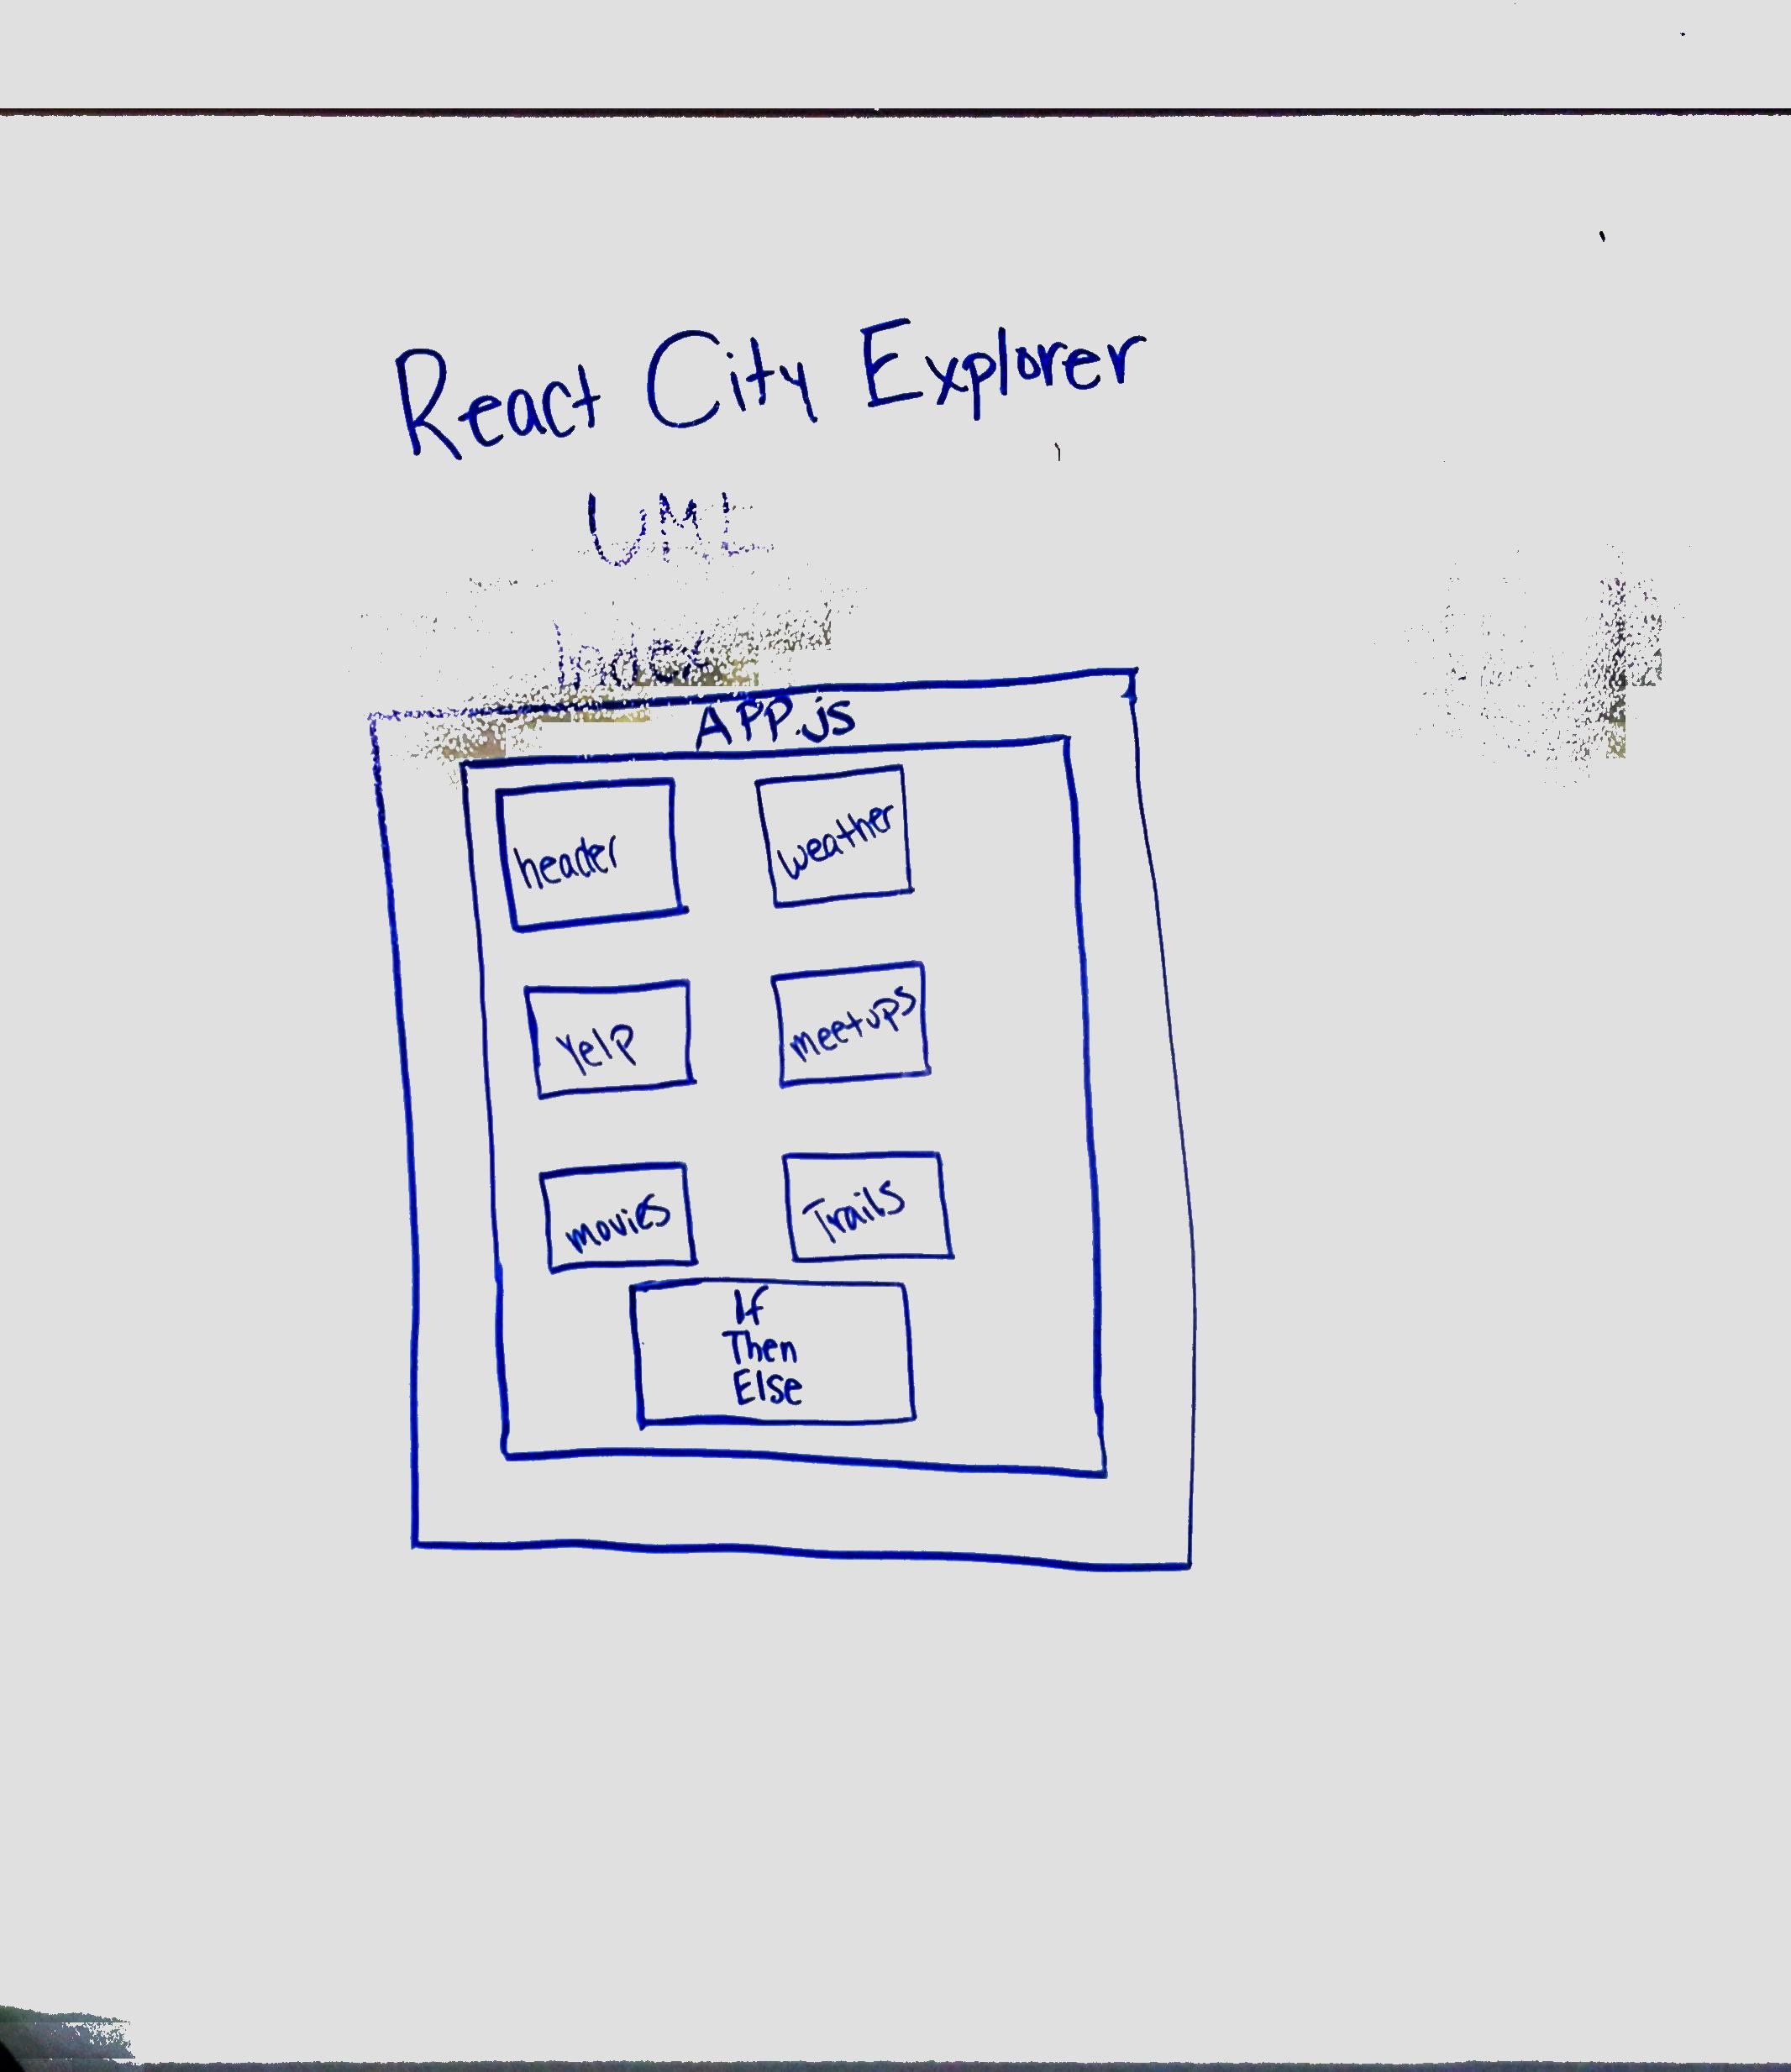 React City Explorer
UML
Index
APP.js
header
weather
Yelp
meetups
movies
Trails
If
Then
Else